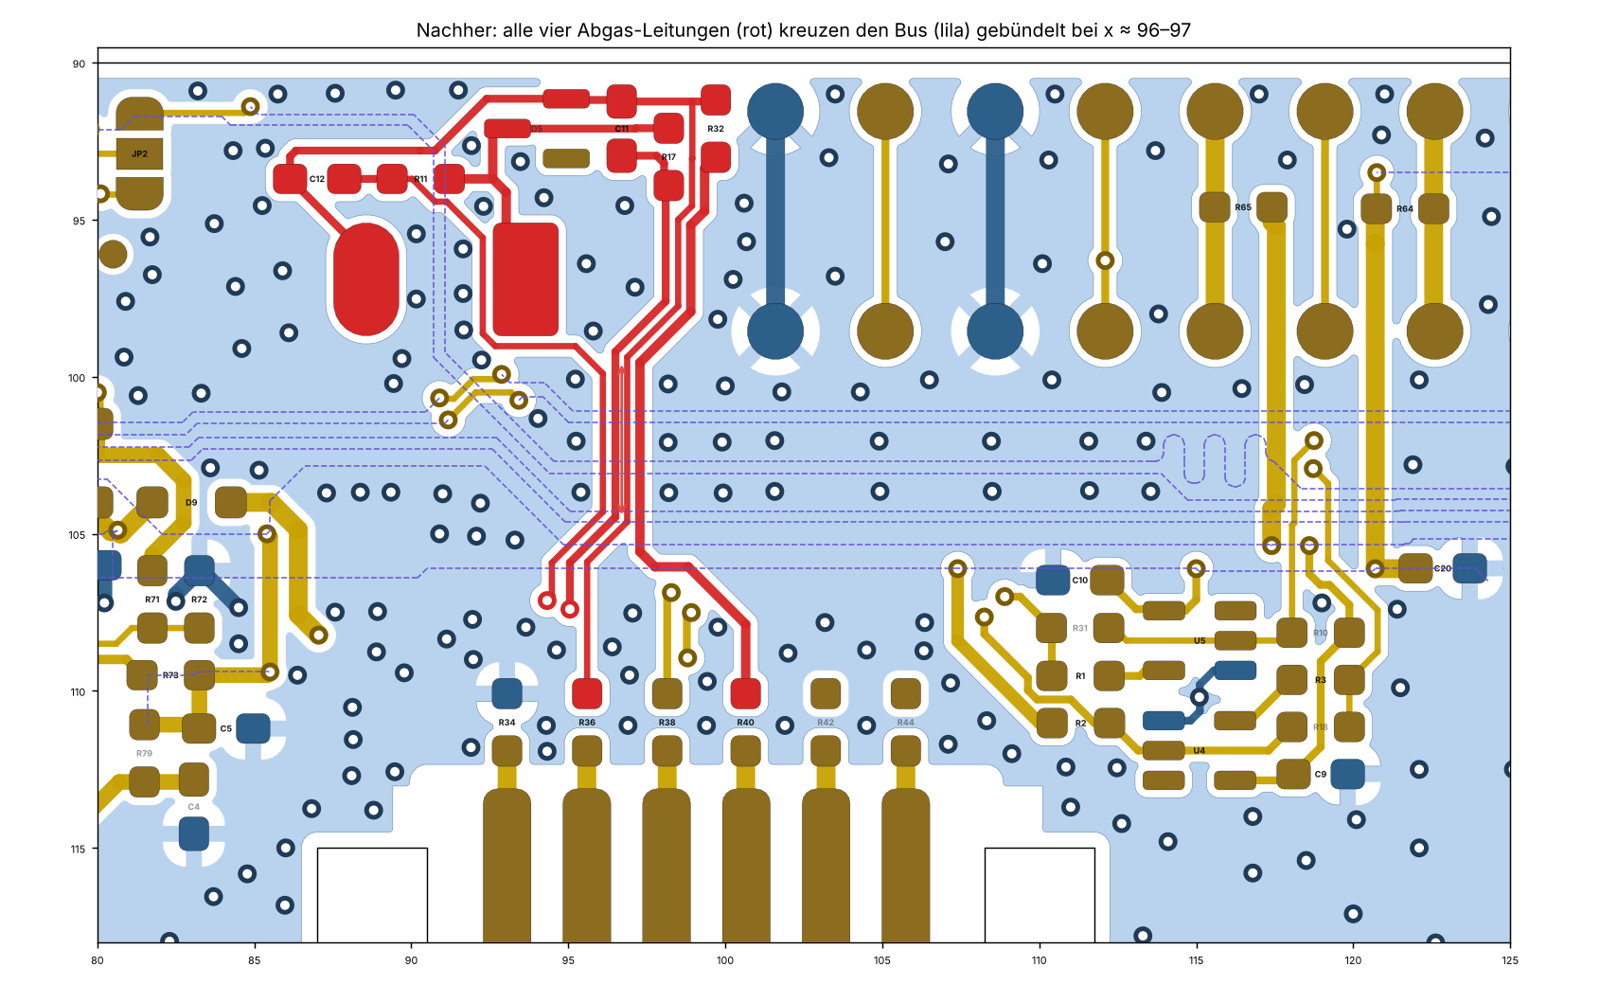 Nachher: alle vier Abgas-Leitungen (rot) kreuzen den Bus (lila) gebündelt bei x ≈ 96–97
90
D5
C11
R32
JP2
R17
C12
R11
95
R65
R64
100
D9
105
C20
C10
R71
R72
R31
U5
R10
R73
R1
R3
110
R34
R36
R38
R40
R42
R44
R2
R18
C5
R79
U4
C9
C4
115
80
85
90
95
100
105
110
115
120
125